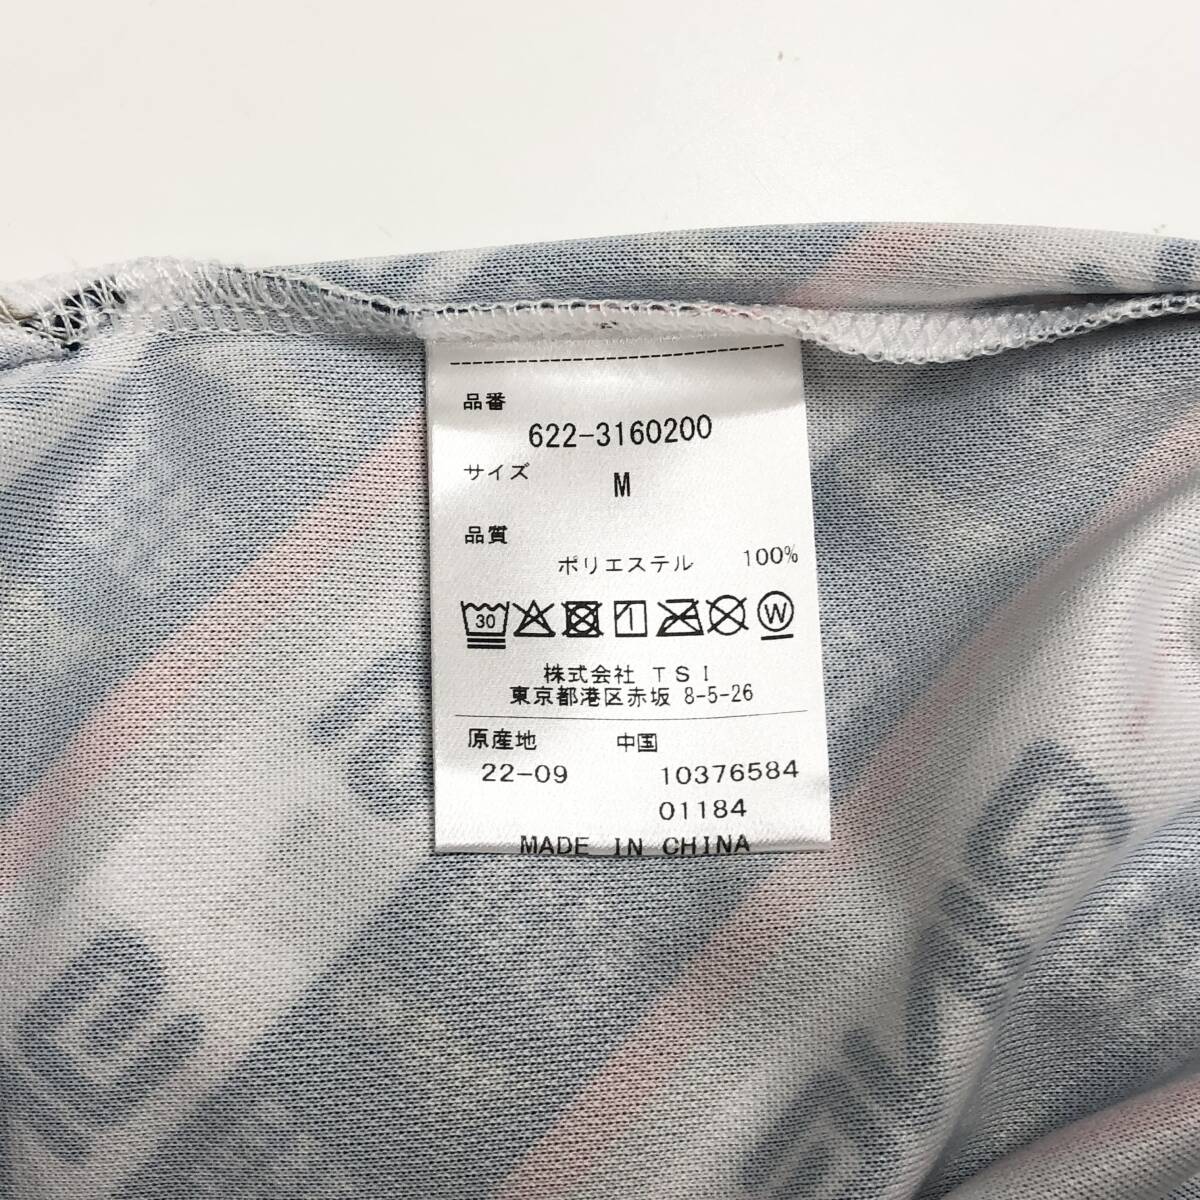 品番
622-3160200
サイズ
M
品質
ポリエステル 100%
30 W
株式会社 TSI
東京都港区赤坂 8-5-26
原産地 中国
22-09 10376584
01184
MADE IN CHINA